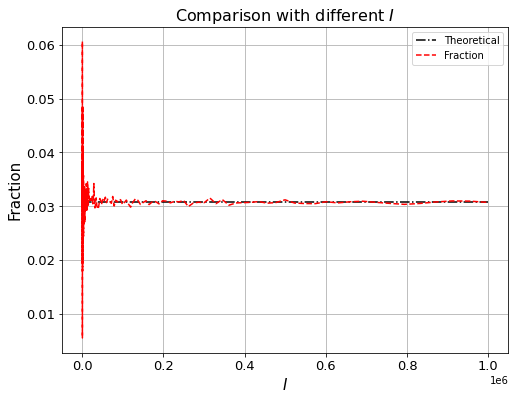 Comparison with different I
Theoretical
Fraction
0.06
0.05
0.04
0.03
0.02
0.01
Fraction
0.0 0.2 0.4 0.6 0.8 1.0
1e6
I